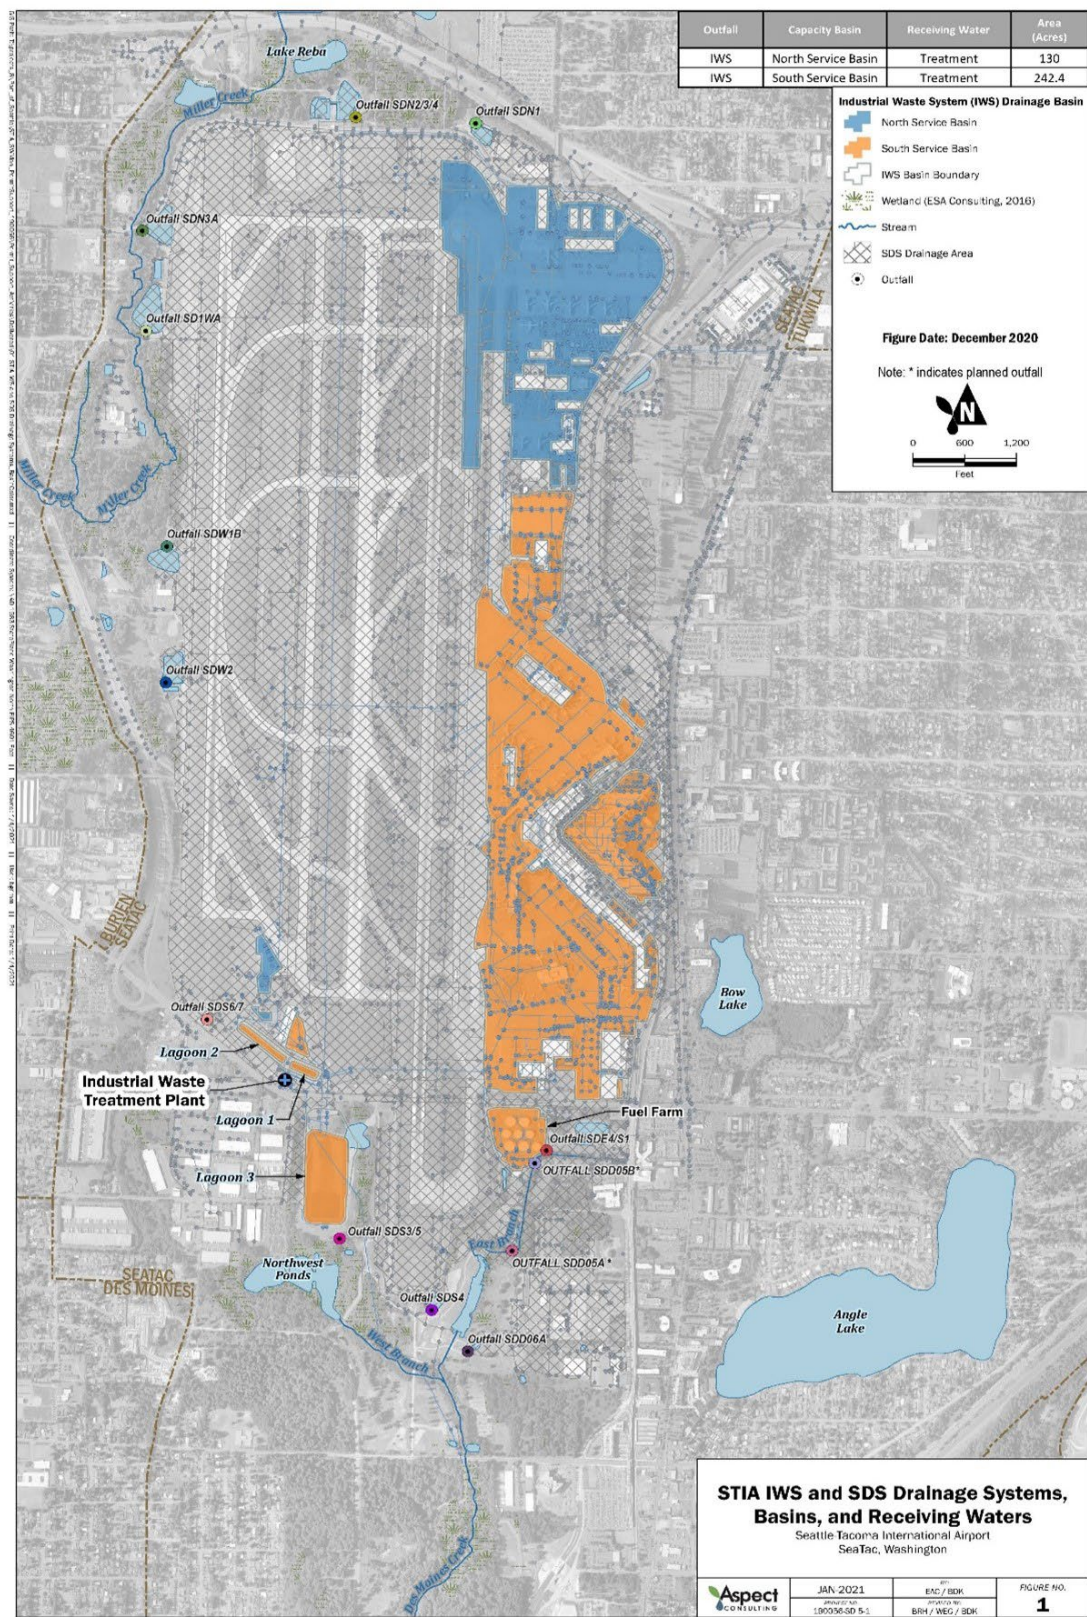 Outfall Capacity Basin Receiving Water Area (Acres)
IWS North Service Basin Treatment 130
IWS South Service Basin Treatment 242.4
Industrial Waste System (IWS) Drainage Basin
North Service Basin
South Service Basin
IWS Basin Boundary
Wetland (ESA Consulting, 2016)
Stream
SDS Drainage Area
Outfall
Figure Date: December 2020
Note: * indicates planned outfall
N
0 600 1,200
Feet
Lake Reba
Miller Creek
Outfall SDN2/3/4
Outfall SDN1
Outfall SDN3A
Outfall SD1WA
SEATAC
TUKWILA
Miller Creek
Miller Creek
Outfall SDW1B
Outfall SDW2
BURIEN
SEATAC
Bow
Lake
Outfall SDS6/7
Lagoon 2
Industrial Waste
Treatment Plant
Lagoon 1
Fuel Farm
Outfall SDE4/S1
OUTFALL SDD05B*
Lagoon 3
East Branch
Outfall SDS3/5
OUTFALL SDD05A *
Northwest
Ponds
SEATAC
DES MOINES
Outfall SDS4
Angle
Lake
West Branch
Outfall SDD06A
Des Moines Creek
STIA IWS and SDS Drainage Systems,
Basins, and Receiving Waters
Seattle-Tacoma International Airport
SeaTac, Washington
Aspect
CONSULTING
JAN-2021
EAC / BDK
BRH / WEG / BDK
FIGURE NO.
1